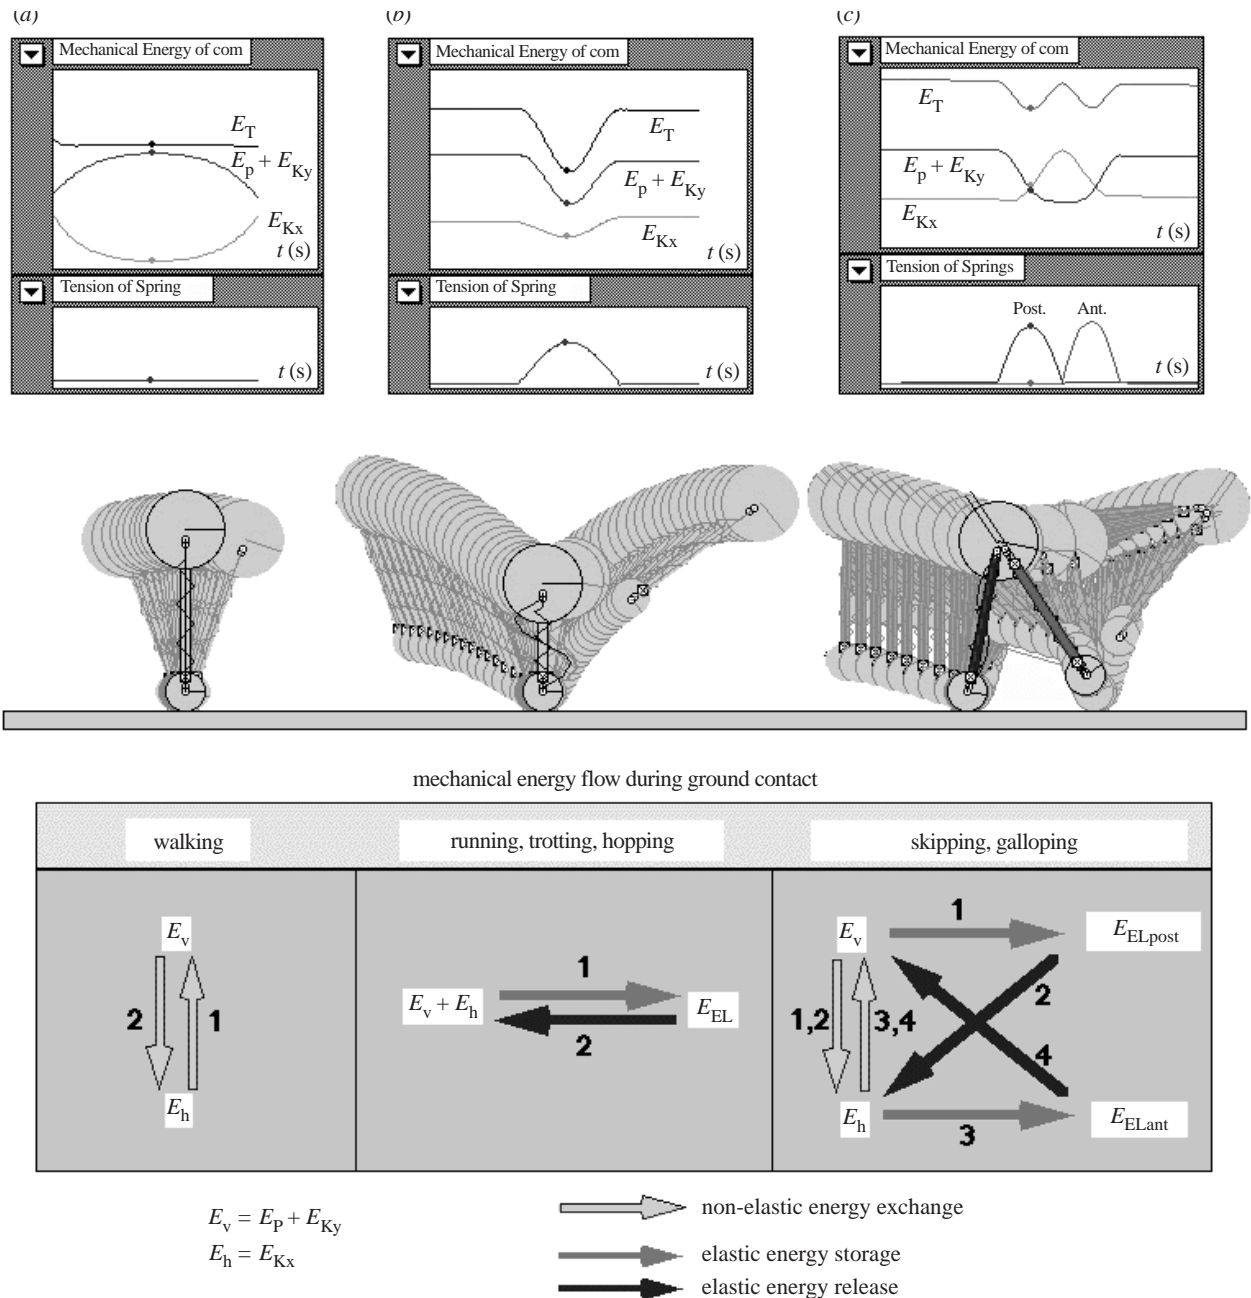 (a)
(b)
(c)
Mechanical Energy of com
E_T
E_p + E_Ky
E_Kx
t (s)
Tension of Spring
t (s)
Mechanical Energy of com
E_T
E_p + E_Ky
E_Kx
t (s)
Tension of Spring
t (s)
Mechanical Energy of com
E_T
E_p + E_Ky
E_Kx
t (s)
Tension of Springs
Post. Ant.
t (s)
mechanical energy flow during ground contact
walking
running, trotting, hopping
skipping, galloping
E_v
2 1
E_h
1
E_v + E_h
E_EL
2
1
E_v
E_ELpost
2
1,2 3,4
4
E_h
E_ELant
3
E_v = E_P + E_Ky
E_h = E_Kx
non-elastic energy exchange
elastic energy storage
elastic energy release